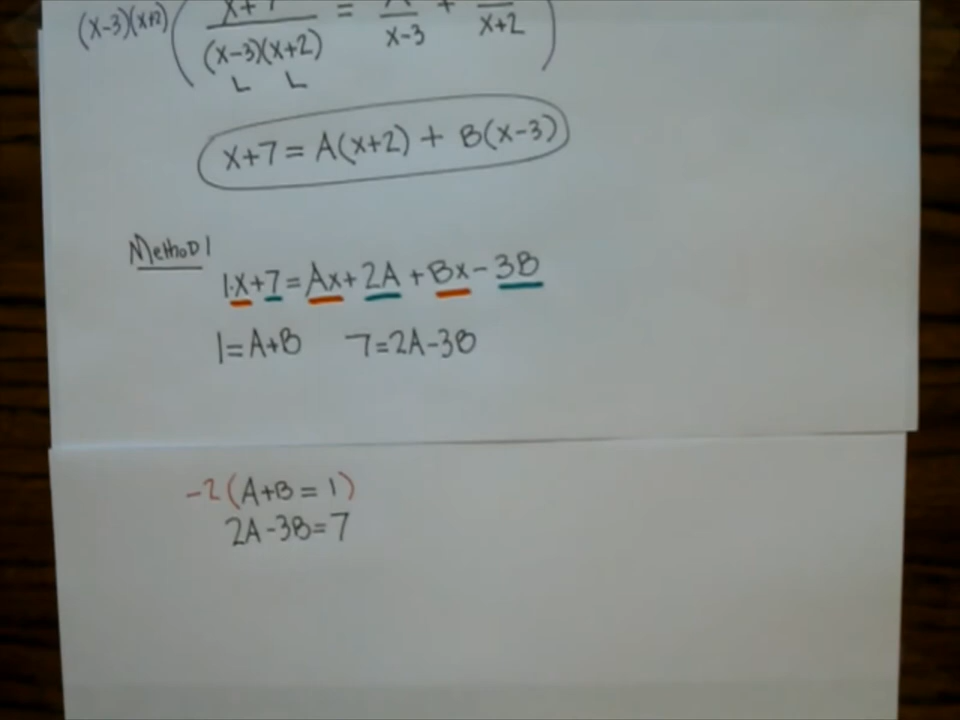 (x-3)(x+2)( x+7/(x-3)(x+2) = A/x-3 + /x+2 )
L L
x+7= A(x+2) + B(x-3)
Method 1
1·x+7=Ax+2A+Bx-3B
1=A+B 7=2A-3B
-2(A+B=1)
2A-3B=7